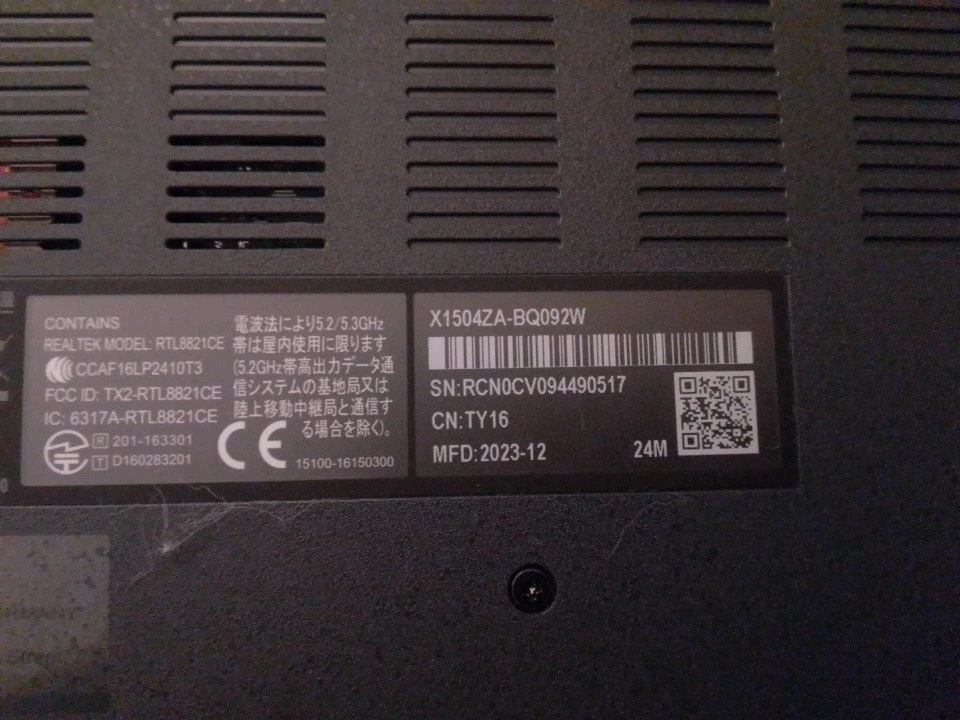 CONTAINS
REALTEK MODEL: RTL8821CE
CCAF16LP2410T3
FCC ID: TX2-RTL8821CE
IC: 6317A-RTL8821CE
R 201-163301
T D160283201
電波法により5.2/5.3GHz
帯は屋内使用に限ります
(5.2GHz帯高出力データ通
信システムの基地局又は
陸上移動中継局と通信す
る場合を除く)。
CE
15100-16150300
X1504ZA-BQ092W
SN:RCN0CV094490517
CN:TY16
MFD:2023-12
24M